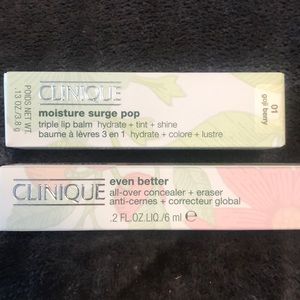 POIDS NET WT.
.13 OZ/3.8 g
CLINIQUE
moisture surge pop
triple lip balm hydrate + tint + shine
baume à lèvres 3 en 1 hydrate + colore + lustre
01
goji berry
CLINIQUE
even better
all-over concealer + eraser
anti-cernes + correcteur global
.2 FL.OZ.LIQ./6 ml ℮